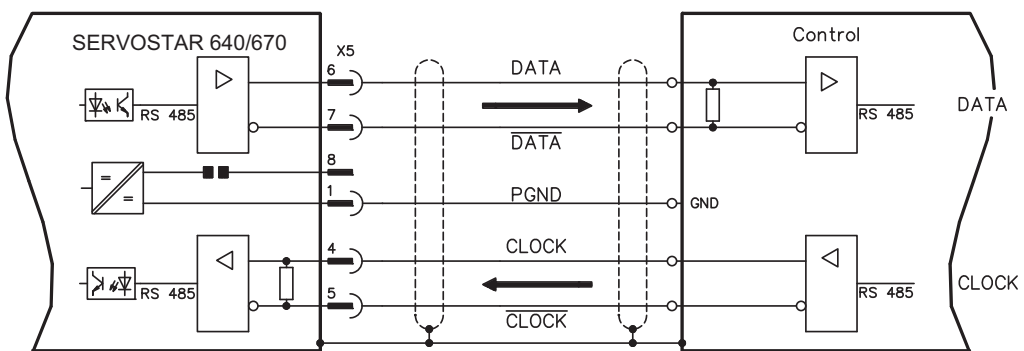 SERVOSTAR 640/670
X5
Control
6
DATA
RS 485
RS 485
DATA
7
DATA
8
1
PGND
GND
4
CLOCK
RS 485
RS 485
CLOCK
5
CLOCK